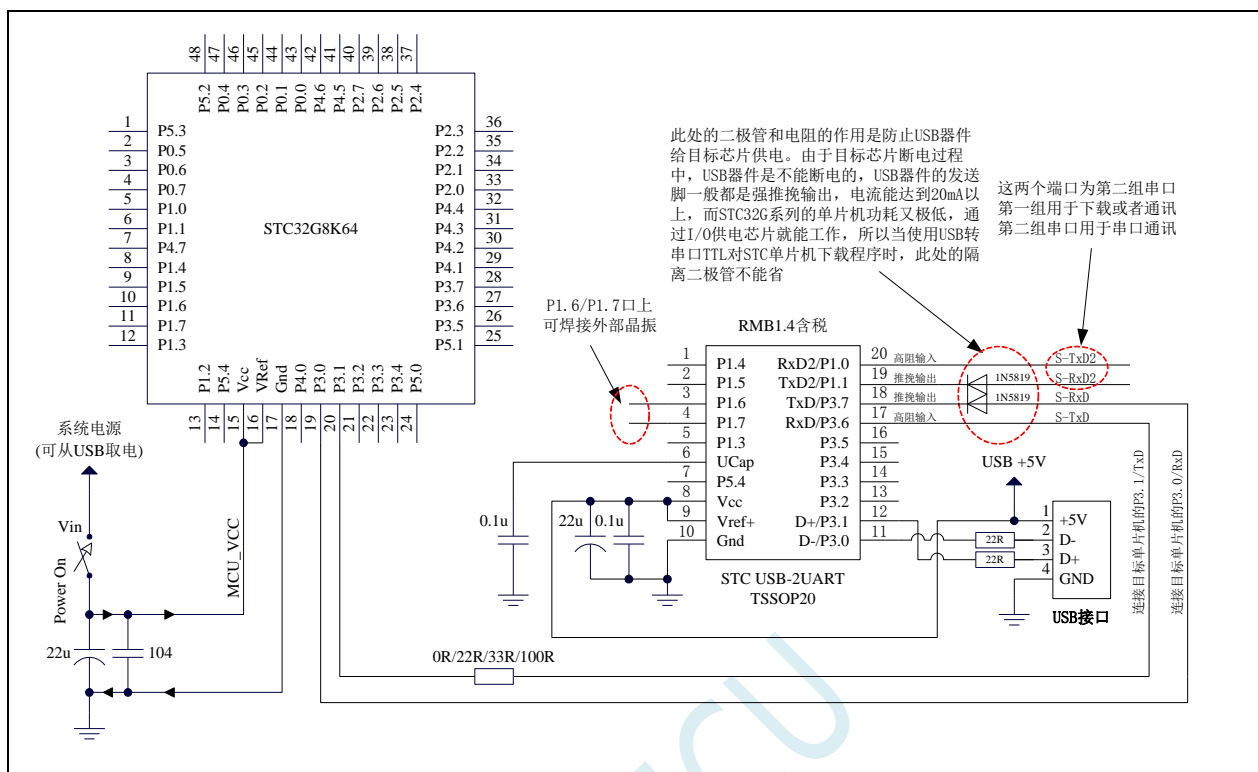 48
47
46
45
44
43
42
41
40
39
38
37
P5.2
P0.4
P0.3
P0.2
P0.1
P0.0
P4.6
P4.5
P2.7
P2.6
P2.5
P2.4
1 P5.3
2 P0.5
3 P0.6
4 P0.7
5 P1.0
6 P1.1
7 P4.7
8 P1.4
9 P1.5
10 P1.6
11 P1.7
12 P1.3
STC32G8K64
P2.3 36
P2.2 35
P2.1 34
P2.0 33
P4.4 32
P4.3 31
P4.2 30
P4.1 29
P3.7 28
P3.6 27
P3.5 26
P5.1 25
P1.2
P5.4
Vcc
VRef
Gnd
P4.0
P3.0
P3.1
P3.2
P3.3
P3.4
P5.0
13
14
15
16
17
18
19
20
21
22
23
24
系统电源
(可从USB取电)
Vin
Power On
MCU_VCC
22u
104
此处的二极管和电阻的作用是防止USB器件
给目标芯片供电。由于目标芯片断电过程
中，USB器件是不能断电的，USB器件的发送
脚一般都是强推挽输出，电流能达到20mA以
上，而STC32G系列的单片机功耗又极低，通
过I/O供电芯片就能工作，所以当使用USB转
串口TTL对STC单片机下载程序时，此处的隔
离二极管不能省
这两个端口为第二组串口
第一组用于下载或者通讯
第二组串口用于串口通讯
P1.6/P1.7口上
可焊接外部晶振
RMB1.4含税
1 P1.4
2 P1.5
3 P1.6
4 P1.7
5 P1.3
6 UCap
7 P5.4
8 Vcc
9 Vref+
10 Gnd
RxD2/P1.0 20 高阻输入 S-TxD2
TxD2/P1.1 19 推挽输出 1N5819 S-RxD2
TxD/P3.7 18 推挽输出 1N5819 S-RxD
RxD/P3.6 17 高阻输入 S-TxD
P3.5 16
P3.4 15
P3.3 14
P3.2 13
D+/P3.1 12
D-/P3.0 11
STC USB-2UART
TSSOP20
0.1u
22u
0.1u
USB +5V
22R
22R
1 +5V
2 D-
3 D+
4 GND
USB接口
连接目标单片机的P3.1/TxD
连接目标单片机的P3.0/RxD
0R/22R/33R/100R
CU